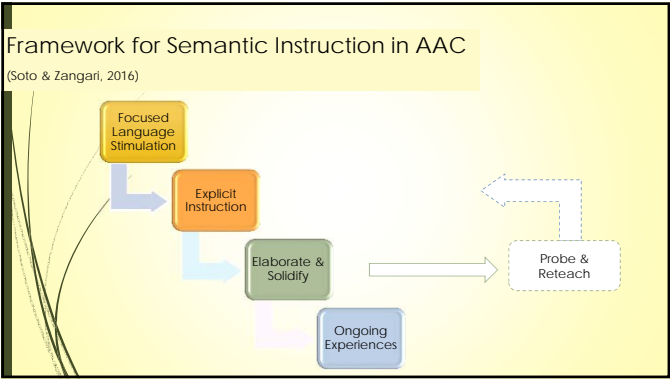 Framework for Semantic Instruction in AAC
(Soto & Zangari, 2016)
Focused
Language
Stimulation
Explicit
Instruction
Elaborate &
Solidify
Probe &
Reteach
Ongoing
Experiences